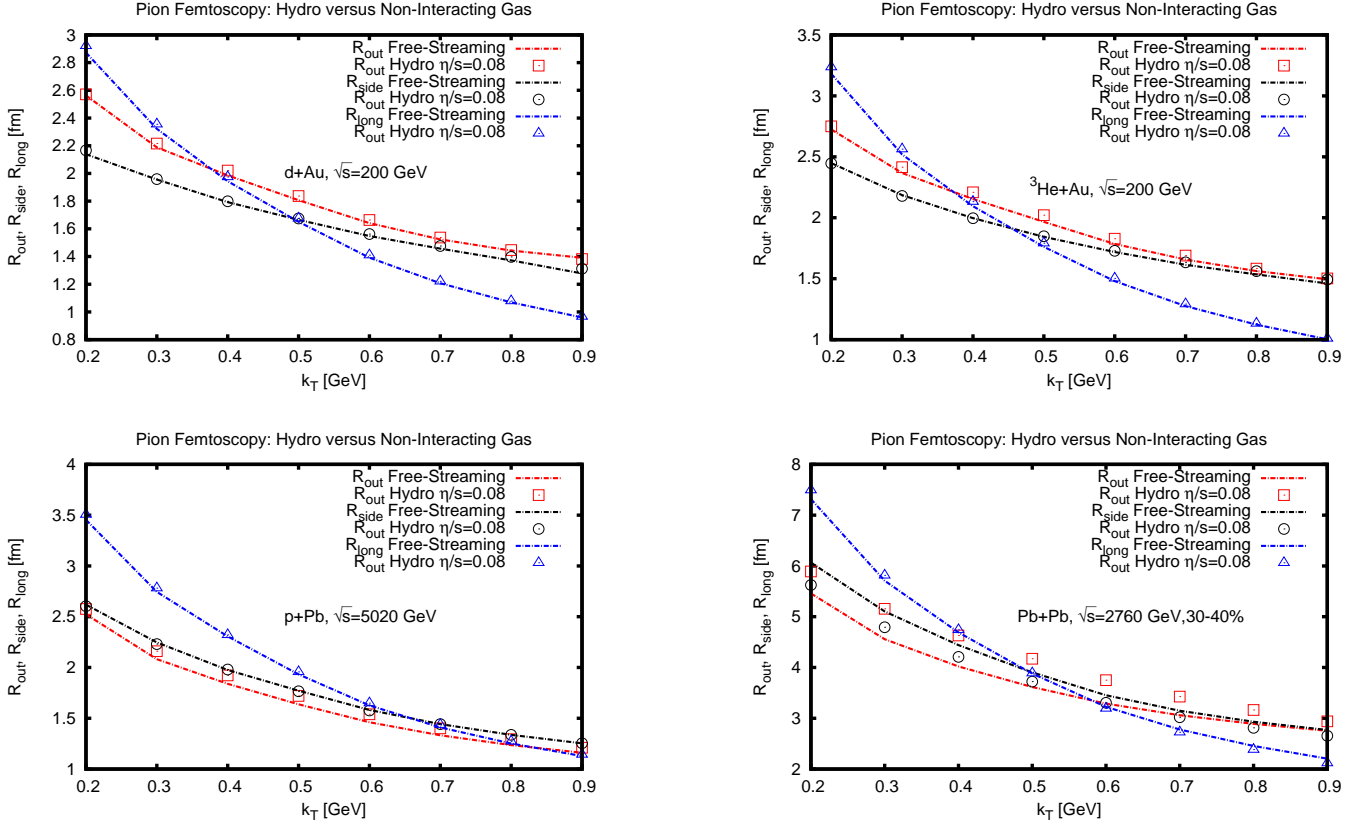 Pion Femtoscopy: Hydro versus Non-Interacting Gas
R_out, R_side, R_long [fm]
3
2.8
2.6
2.4
2.2
2
1.8
1.6
1.4
1.2
1
0.8
R_out Free-Streaming
R_out Hydro η/s=0.08
R_side Free-Streaming
R_out Hydro η/s=0.08
R_long Free-Streaming
R_out Hydro η/s=0.08
d+Au, √s=200 GeV
0.2 0.3 0.4 0.5 0.6 0.7 0.8 0.9
k_T [GeV]
Pion Femtoscopy: Hydro versus Non-Interacting Gas
R_out, R_side, R_long [fm]
3.5
3
2.5
2
1.5
1
R_out Free-Streaming
R_out Hydro η/s=0.08
R_side Free-Streaming
R_out Hydro η/s=0.08
R_long Free-Streaming
R_out Hydro η/s=0.08
³He+Au, √s=200 GeV
0.2 0.3 0.4 0.5 0.6 0.7 0.8 0.9
k_T [GeV]
Pion Femtoscopy: Hydro versus Non-Interacting Gas
R_out, R_side, R_long [fm]
4
3.5
3
2.5
2
1.5
1
R_out Free-Streaming
R_out Hydro η/s=0.08
R_side Free-Streaming
R_out Hydro η/s=0.08
R_long Free-Streaming
R_out Hydro η/s=0.08
p+Pb, √s=5020 GeV
0.2 0.3 0.4 0.5 0.6 0.7 0.8 0.9
k_T [GeV]
Pion Femtoscopy: Hydro versus Non-Interacting Gas
R_out, R_side, R_long [fm]
8
7
6
5
4
3
2
R_out Free-Streaming
R_out Hydro η/s=0.08
R_side Free-Streaming
R_out Hydro η/s=0.08
R_long Free-Streaming
R_out Hydro η/s=0.08
Pb+Pb, √s=2760 GeV,30-40%
0.2 0.3 0.4 0.5 0.6 0.7 0.8 0.9
k_T [GeV]